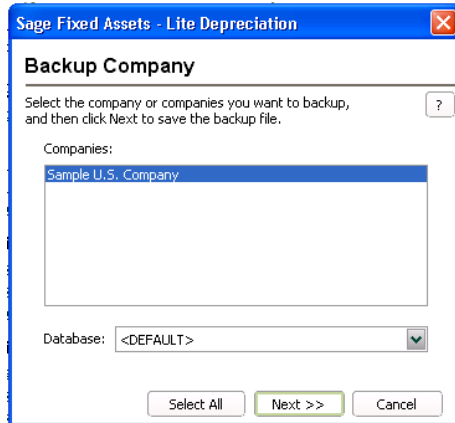 Sage Fixed Assets - Lite Depreciation
Backup Company
Select the company or companies you want to backup,
and then click Next to save the backup file.
?
Companies:
Sample U.S. Company
Database: <DEFAULT>
Select All Next >> Cancel